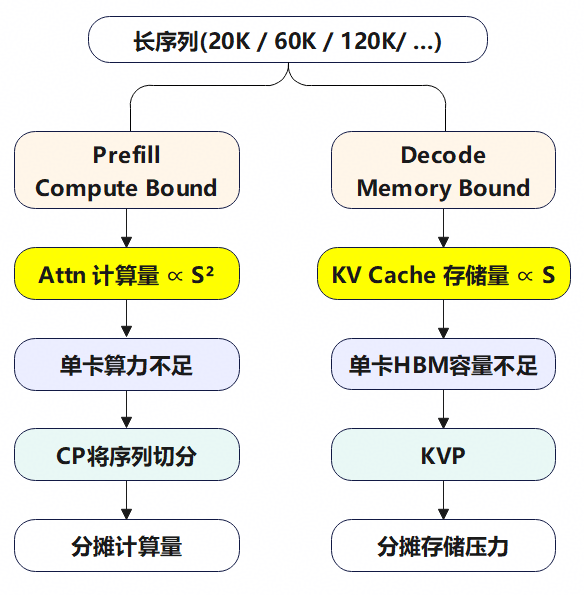 长序列(20K / 60K / 120K/ ...)
Prefill
Compute Bound
Attn 计算量 ∝ S²
单卡算力不足
CP将序列切分
分摊计算量
Decode
Memory Bound
KV Cache 存储量 ∝ S
单卡HBM容量不足
KVP
分摊存储压力